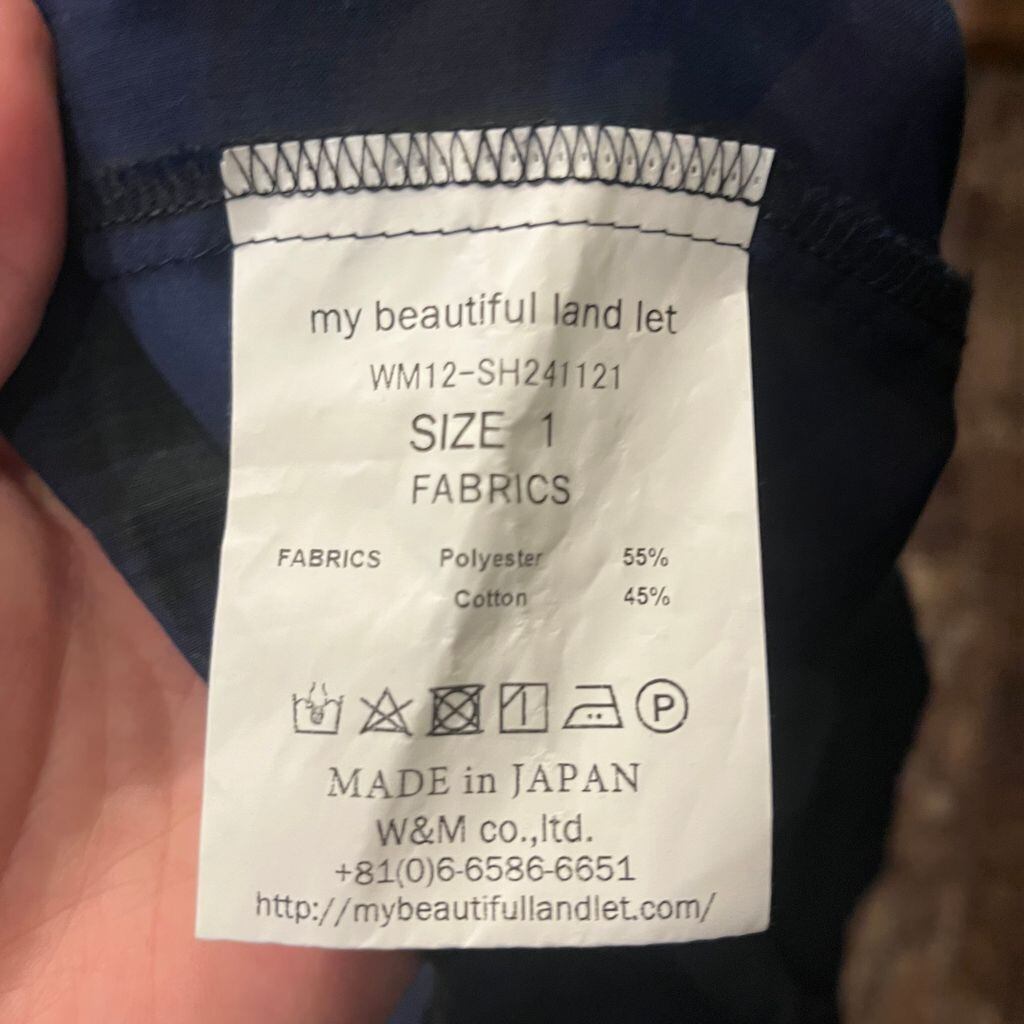 my beautiful land let
WM12-SH241121
SIZE 1
FABRICS
FABRICS Polyester 55%
Cotton 45%
P
MADE in JAPAN
W&M co.,ltd.
+81(0)6-6586-6651
http://mybeautifullandlet.com/